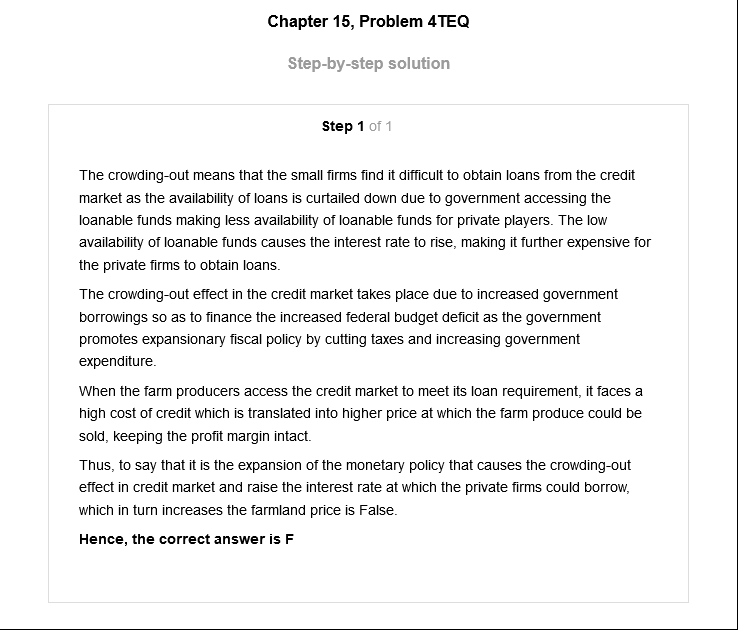 Chapter 15, Problem 4TEQ
Step-by-step solution
Step 1 of 1
The crowding-out means that the small firms find it difficult to obtain loans from the credit
market as the availability of loans is curtailed down due to government accessing the
loanable funds making less availability of loanable funds for private players. The low
availability of loanable funds causes the interest rate to rise, making it further expensive for
the private firms to obtain loans.
The crowding-out effect in the credit market takes place due to increased government
borrowings so as to finance the increased federal budget deficit as the government
promotes expansionary fiscal policy by cutting taxes and increasing government
expenditure.
When the farm producers access the credit market to meet its loan requirement, it faces a
high cost of credit which is translated into higher price at which the farm produce could be
sold, keeping the profit margin intact.
Thus, to say that it is the expansion of the monetary policy that causes the crowding-out
effect in credit market and raise the interest rate at which the private firms could borrow,
which in turn increases the farmland price is False.
Hence, the correct answer is F